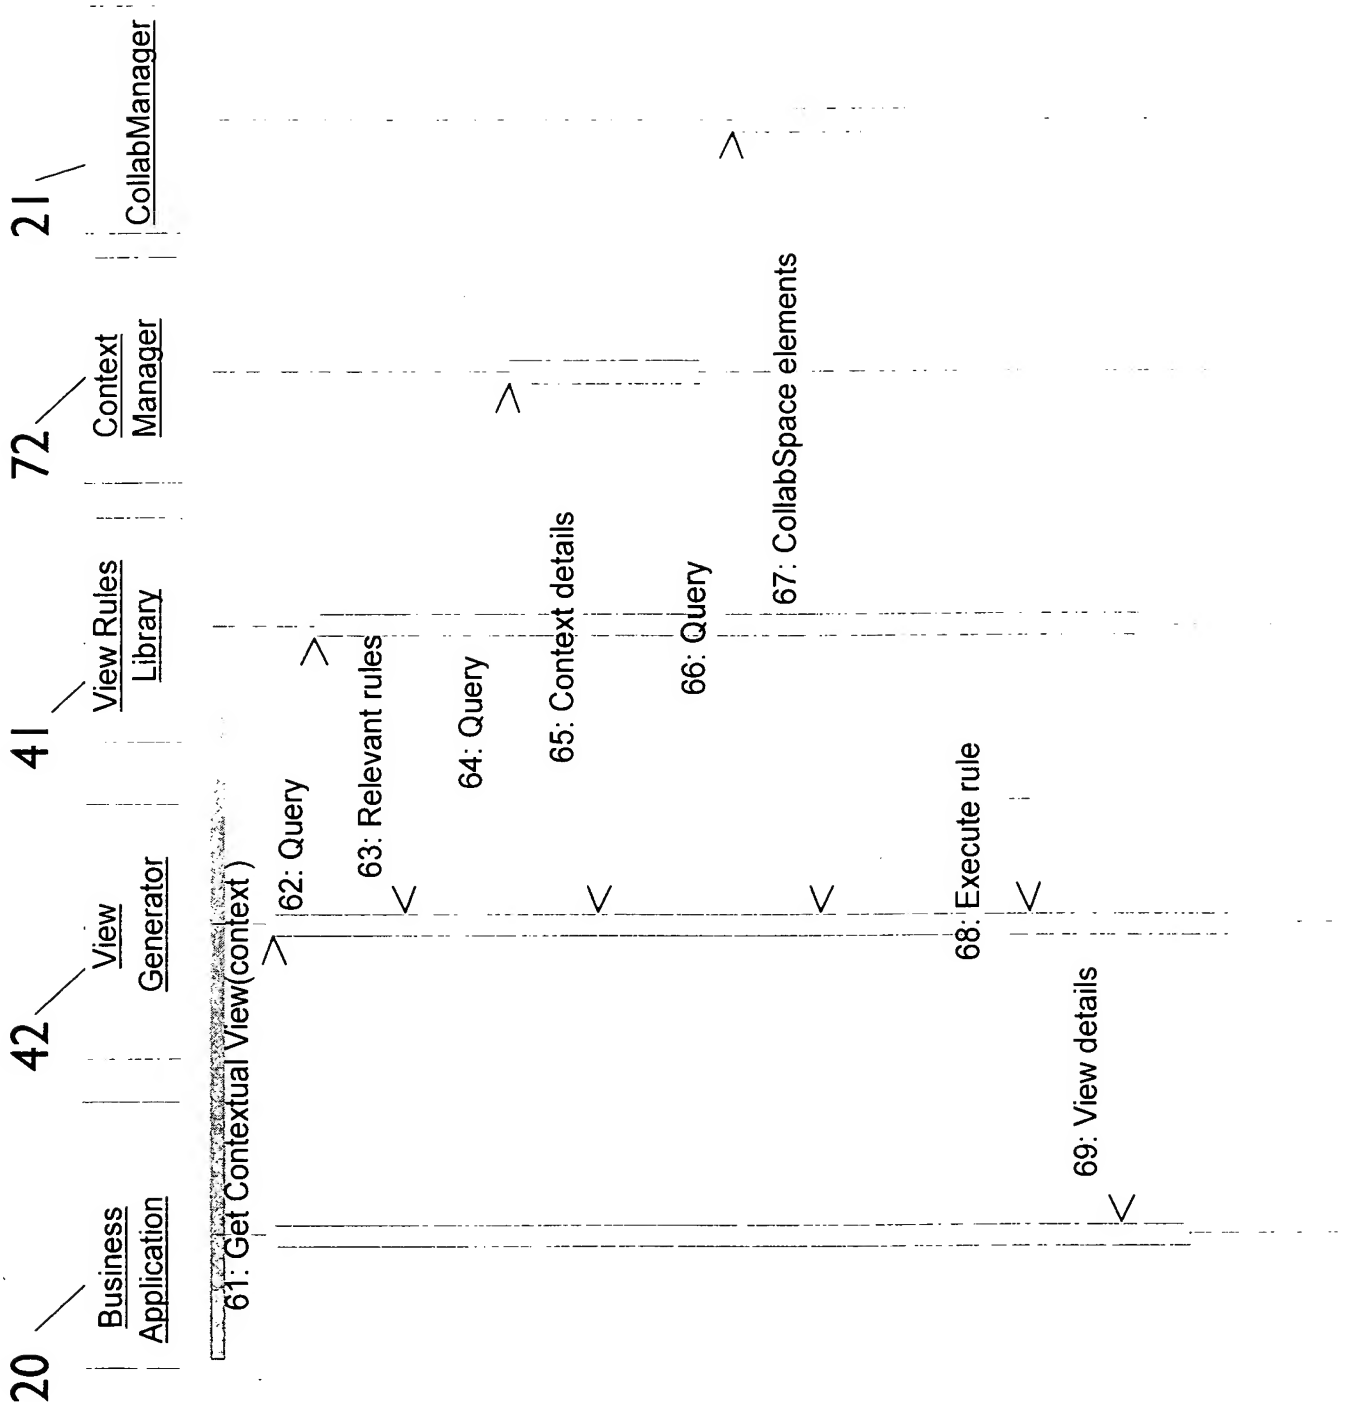 20
Business
Application
42
View
Generator
41
View Rules
Library
72
Context
Manager
21
CollabManager
61: Get Contextual View(context )
62: Query
63: Relevant rules
64: Query
65: Context details
66: Query
67: CollabSpace elements
68: Execute rule
69: View details